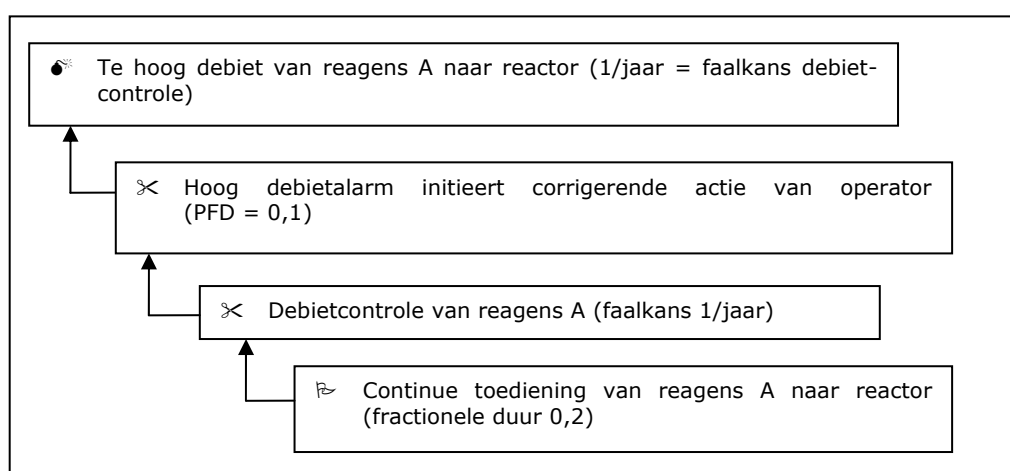 Te hoog debiet van reagens A naar reactor (1/jaar = faalkans debiet-
controle)
Hoog debietalarm initieert corrigerende actie van operator
(PFD = 0,1)
Debietcontrole van reagens A (faalkans 1/jaar)
Continue toediening van reagens A naar reactor
(fractionele duur 0,2)